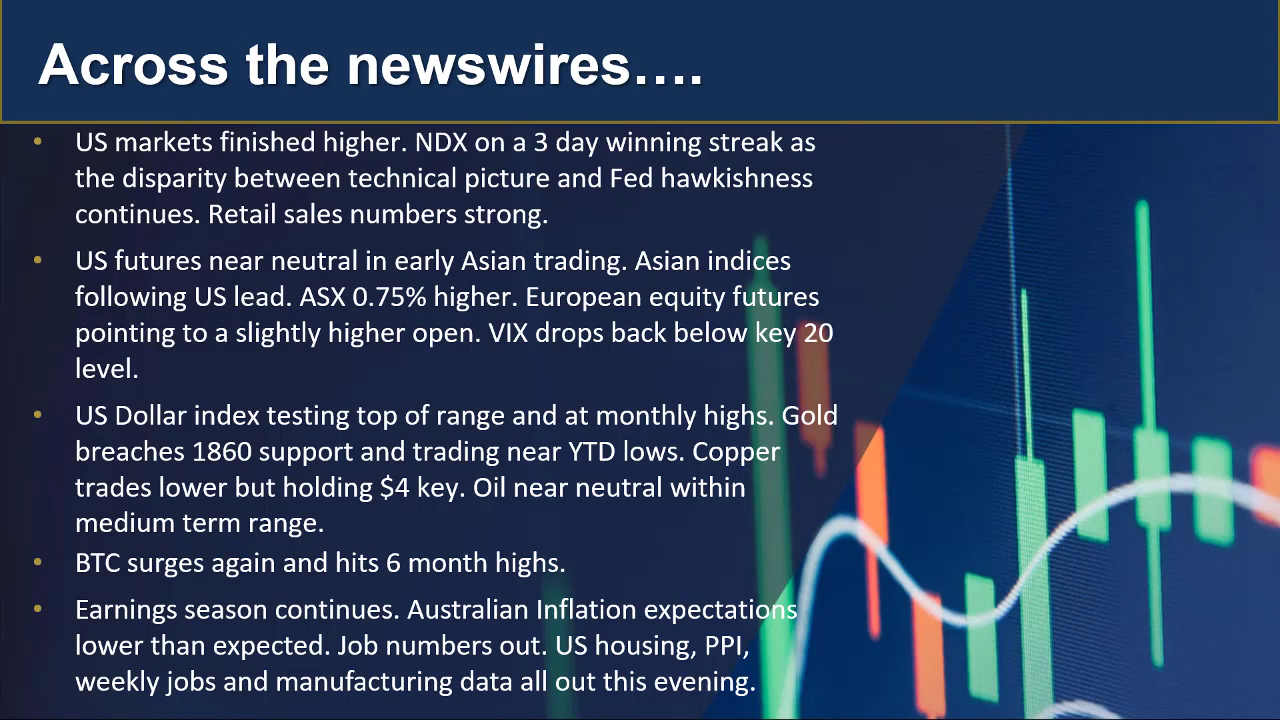 Across the newswires….
• US markets finished higher. NDX on a 3 day winning streak as
the disparity between technical picture and Fed hawkishness
continues. Retail sales numbers strong.
• US futures near neutral in early Asian trading. Asian indices
following US lead. ASX 0.75% higher. European equity futures
pointing to a slightly higher open. VIX drops back below key 20
level.
• US Dollar index testing top of range and at monthly highs. Gold
breaches 1860 support and trading near YTD lows. Copper
trades lower but holding $4 key. Oil near neutral within
medium term range.
• BTC surges again and hits 6 month highs.
• Earnings season continues. Australian Inflation expectations
lower than expected. Job numbers out. US housing, PPI,
weekly jobs and manufacturing data all out this evening.